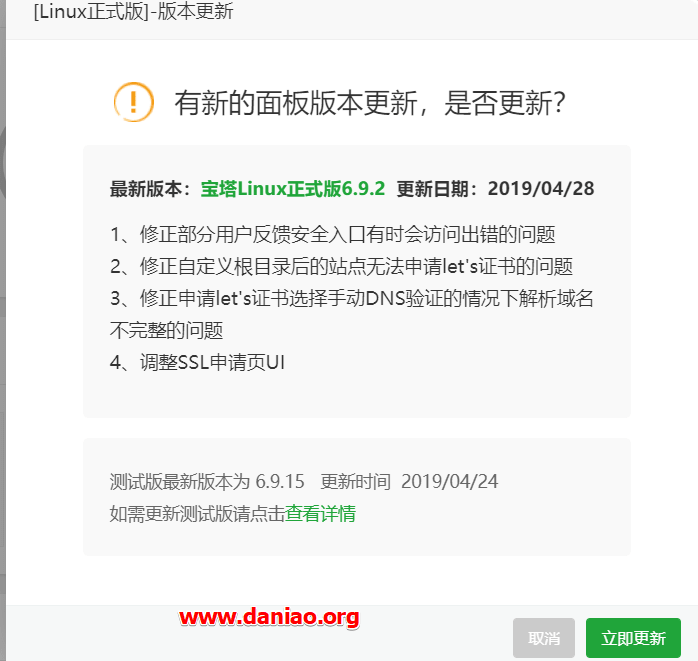 [Linux正式版]-版本更新
有新的面板版本更新，是否更新？
最新版本：宝塔Linux正式版6.9.2 更新日期：2019/04/28
1、修正部分用户反馈安全入口有时会访问出错的问题
2、修正自定义根目录后的站点无法申请let's证书的问题
3、修正申请let's证书选择手动DNS验证的情况下解析域名
不完整的问题
4、调整SSL申请页UI
测试版最新版本为 6.9.15 更新时间 2019/04/24
如需更新测试版请点击查看详情
www.daniao.org
取消 立即更新